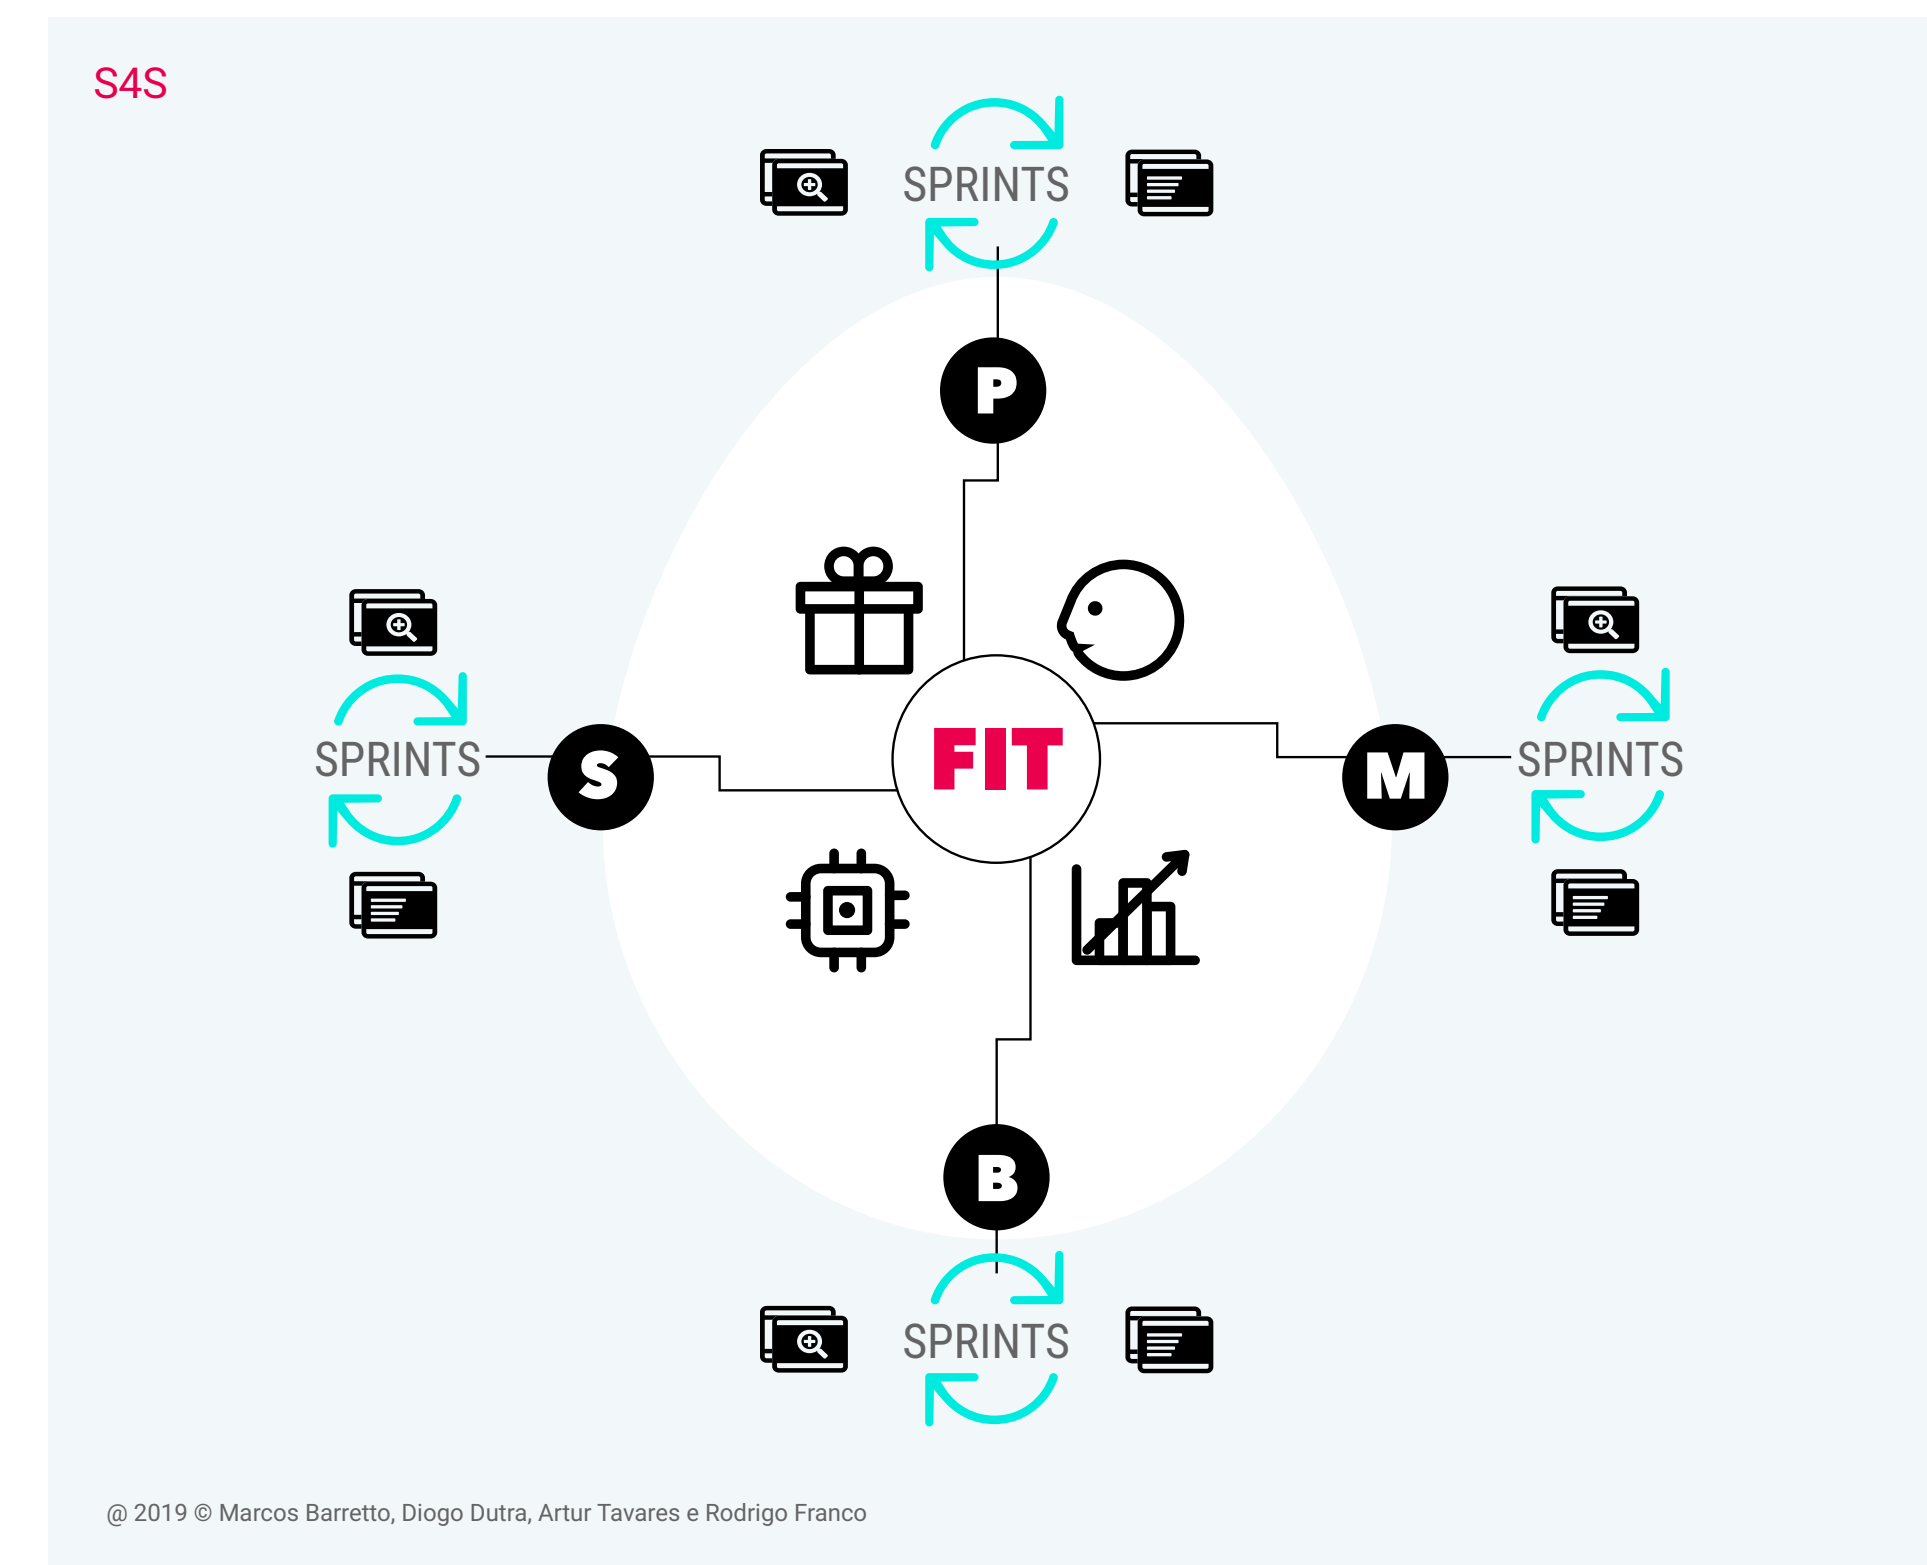 S4S
SPRINTS
P
FIT
SPRINTS
S
M
SPRINTS
B
SPRINTS
@ 2019 © Marcos Barretto, Diogo Dutra, Artur Tavares e Rodrigo Franco